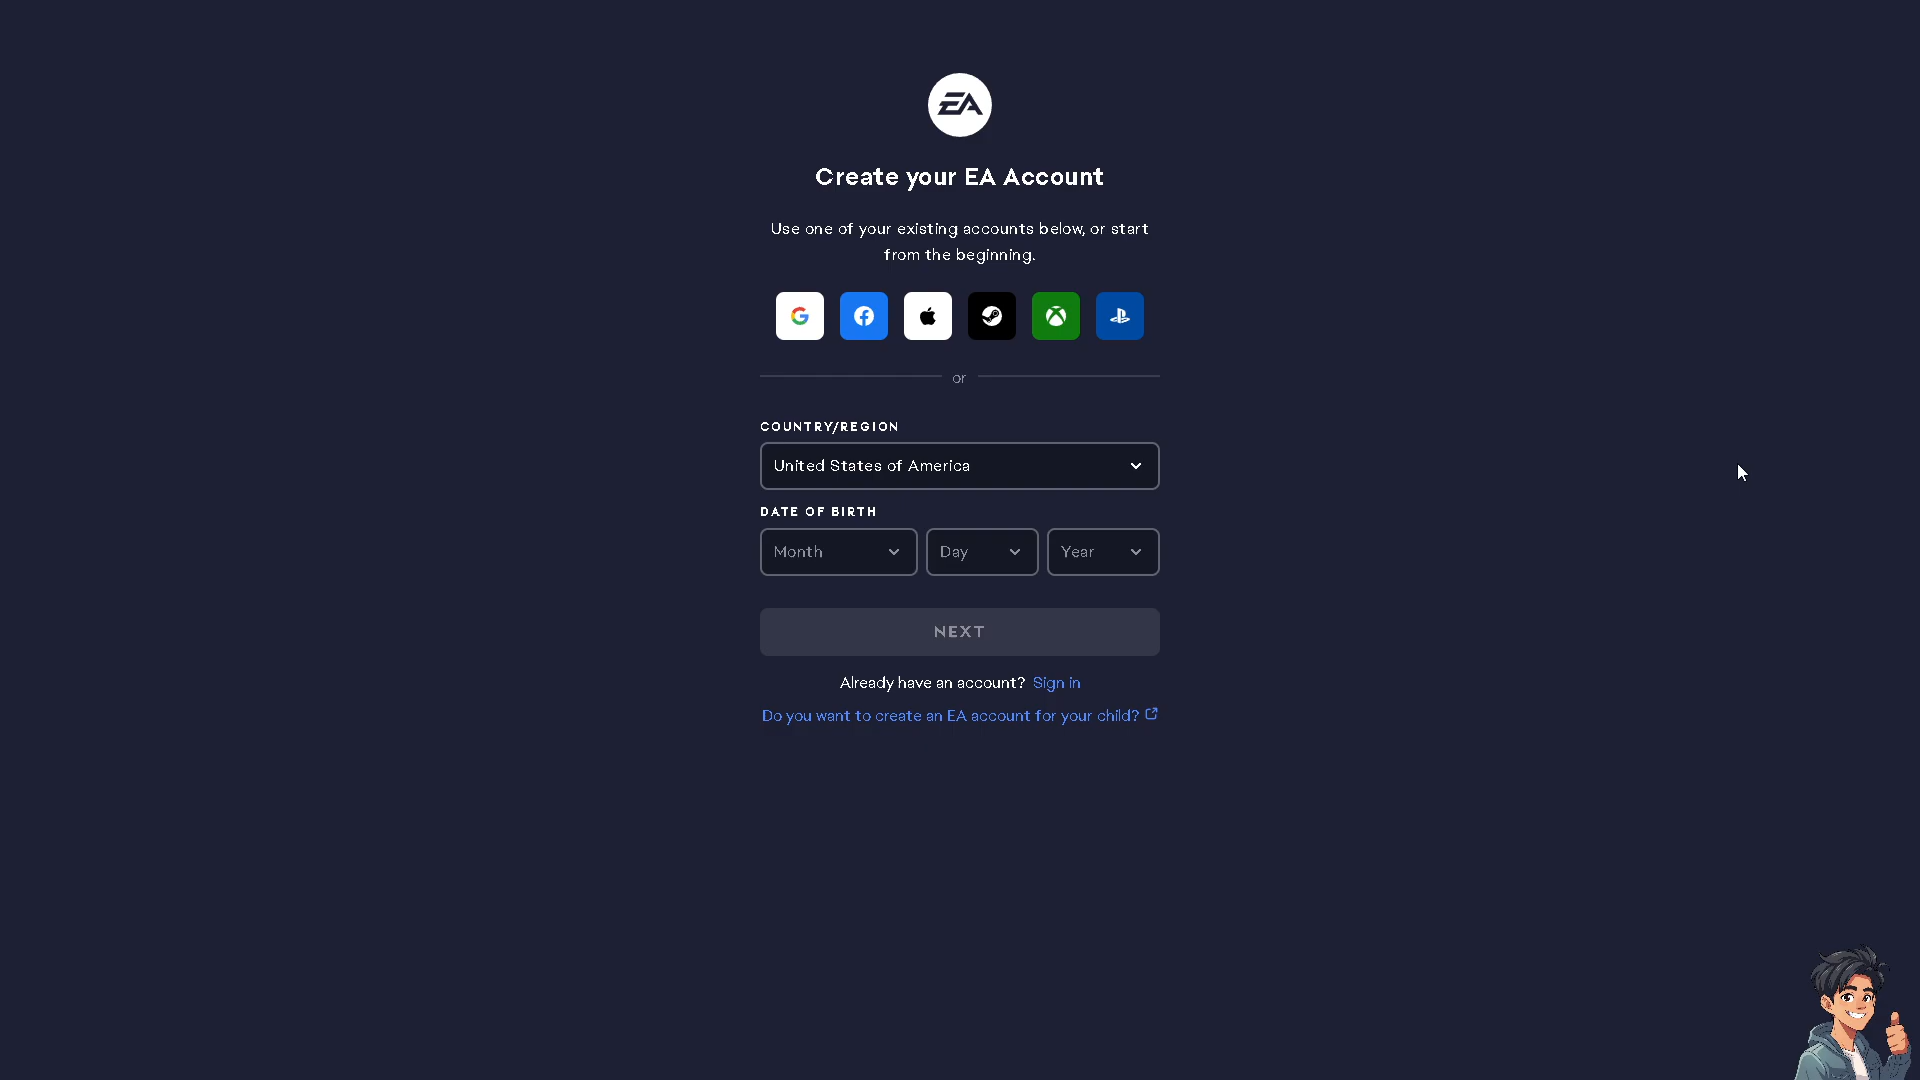 EA
Create your EA Account
Use one of your existing accounts below, or start
from the beginning.
or
COUNTRY/REGION
United States of America
DATE OF BIRTH
Month Day Year
NEXT
Already have an account? Sign in
Do you want to create an EA account for your child?